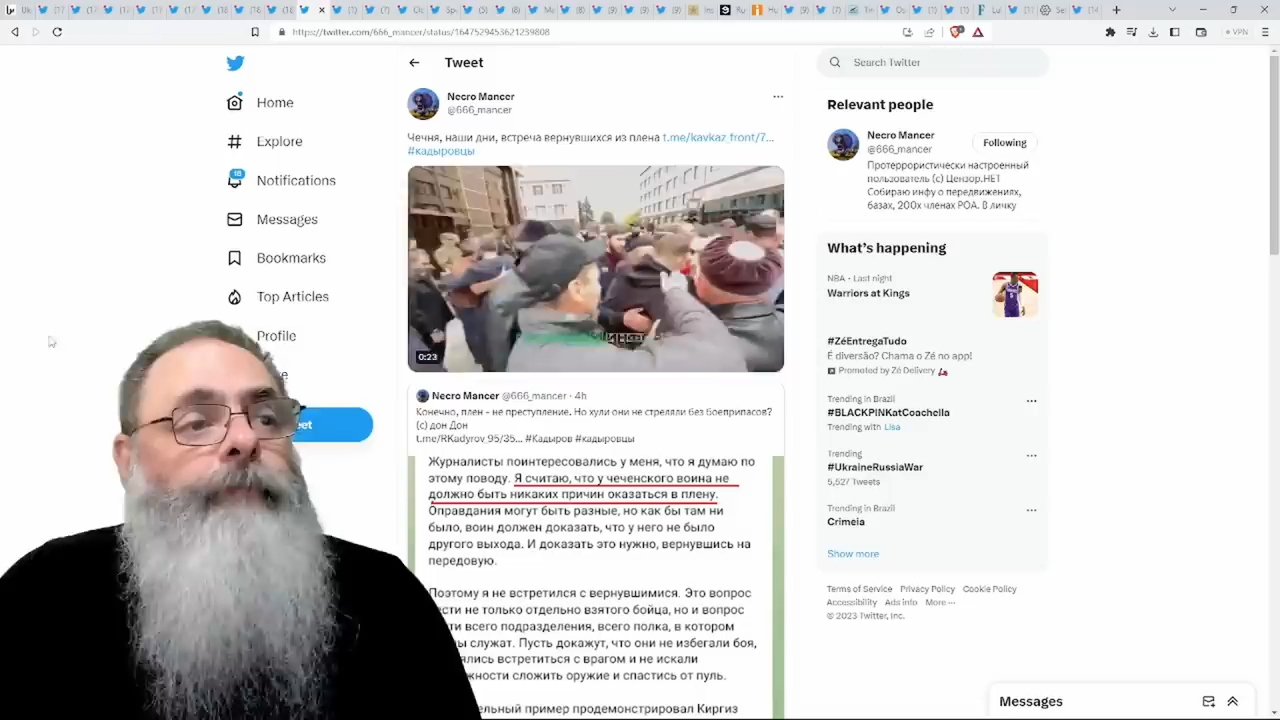 https://twitter.com/666_mancer/status/1647529453621239808
VPN
Home
Explore
18
Notifications
Messages
Bookmarks
Top Articles
Profile
Tweet
Necro Mancer
@666_mancer
Чечня, наши дни, встреча вернувшихся из плена t.me/kavkaz_front/7...
#кадыровцы
0:23
Necro Mancer @666_mancer · 4h
Конечно, плен - не преступление. Но хули они не стреляли без боеприпасов?
(с) дон Дон
t.me/RKadyrov_95/35... #Кадыров #кадыровцы
Журналисты поинтересовались у меня, что я думаю по
этому поводу. Я считаю, что у чеченского воина не
должно быть никаких причин оказаться в плену.
Оправдания могут быть разные, но как бы там ни
было, воин должен доказать, что у него не было
другого выхода. И доказать это нужно, вернувшись на
передовую.
Поэтому я не встретился с вернувшимися. Это вопрос
не только отдельно взятого бойца, но и вопрос
всего подразделения, всего полка, в котором
служат. Пусть докажут, что они не избегали боя,
встретиться с врагом и не искали
сложить оружие и спастись от пуль.
пример продемонстрировал Киргиз
Search Twitter
Relevant people
Necro Mancer
@666_mancer
Following
Протеррористически настроенный
пользователь (с) Цензор.НЕТ
Собираю инфу о передвижениях,
базах, 200х членах РОА. В личку
What's happening
NBA · Last night
Warriors at Kings
#ZéEntregaTudo
É diversão? Chama o Zé no app!
Promoted by Zé Delivery
Trending in Brazil
#BLACKPINKatCoachella
Trending with Lisa
Trending
#UkraineRussiaWar
5,527 Tweets
Trending in Brazil
Crimeia
Show more
Terms of Service Privacy Policy Cookie Policy
Accessibility Ads info More ...
© 2023 Twitter, Inc.
Messages